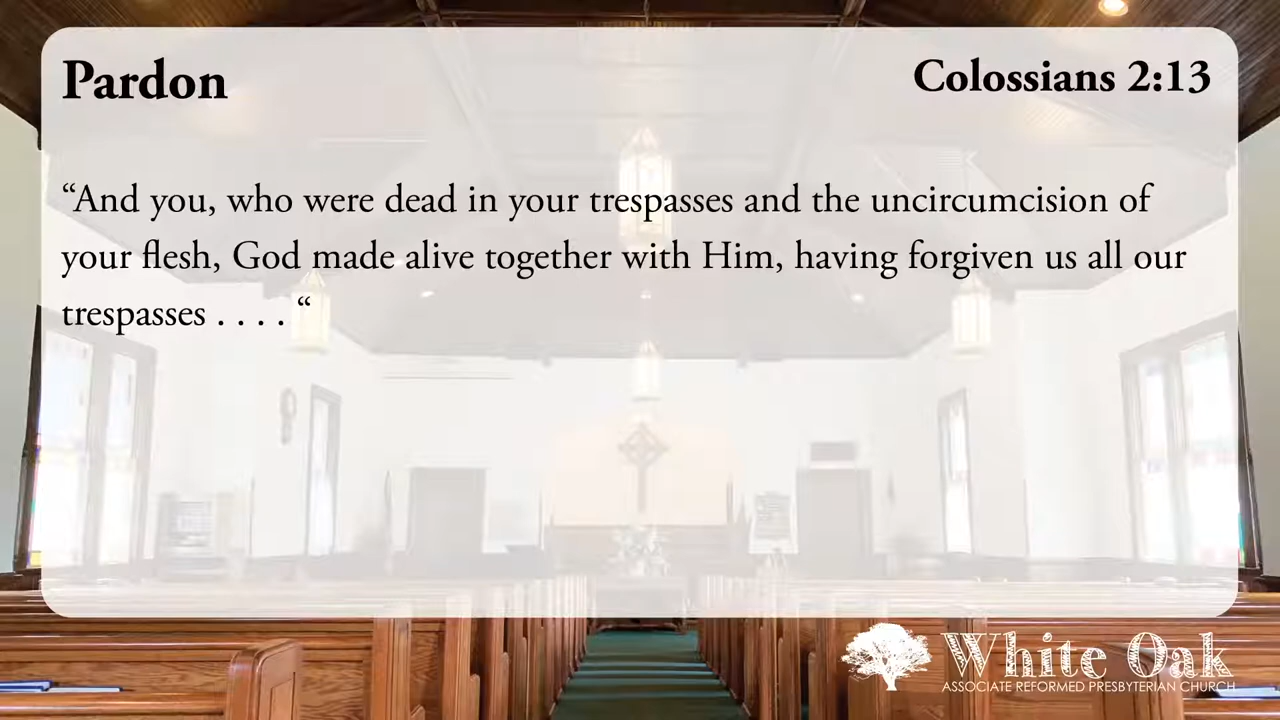 Pardon
Colossians 2:13
“And you, who were dead in your trespasses and the uncircumcision of
your flesh, God made alive together with Him, having forgiven us all our
trespasses . . . . “
White Oak
ASSOCIATE REFORMED PRESBYTERIAN CHURCH